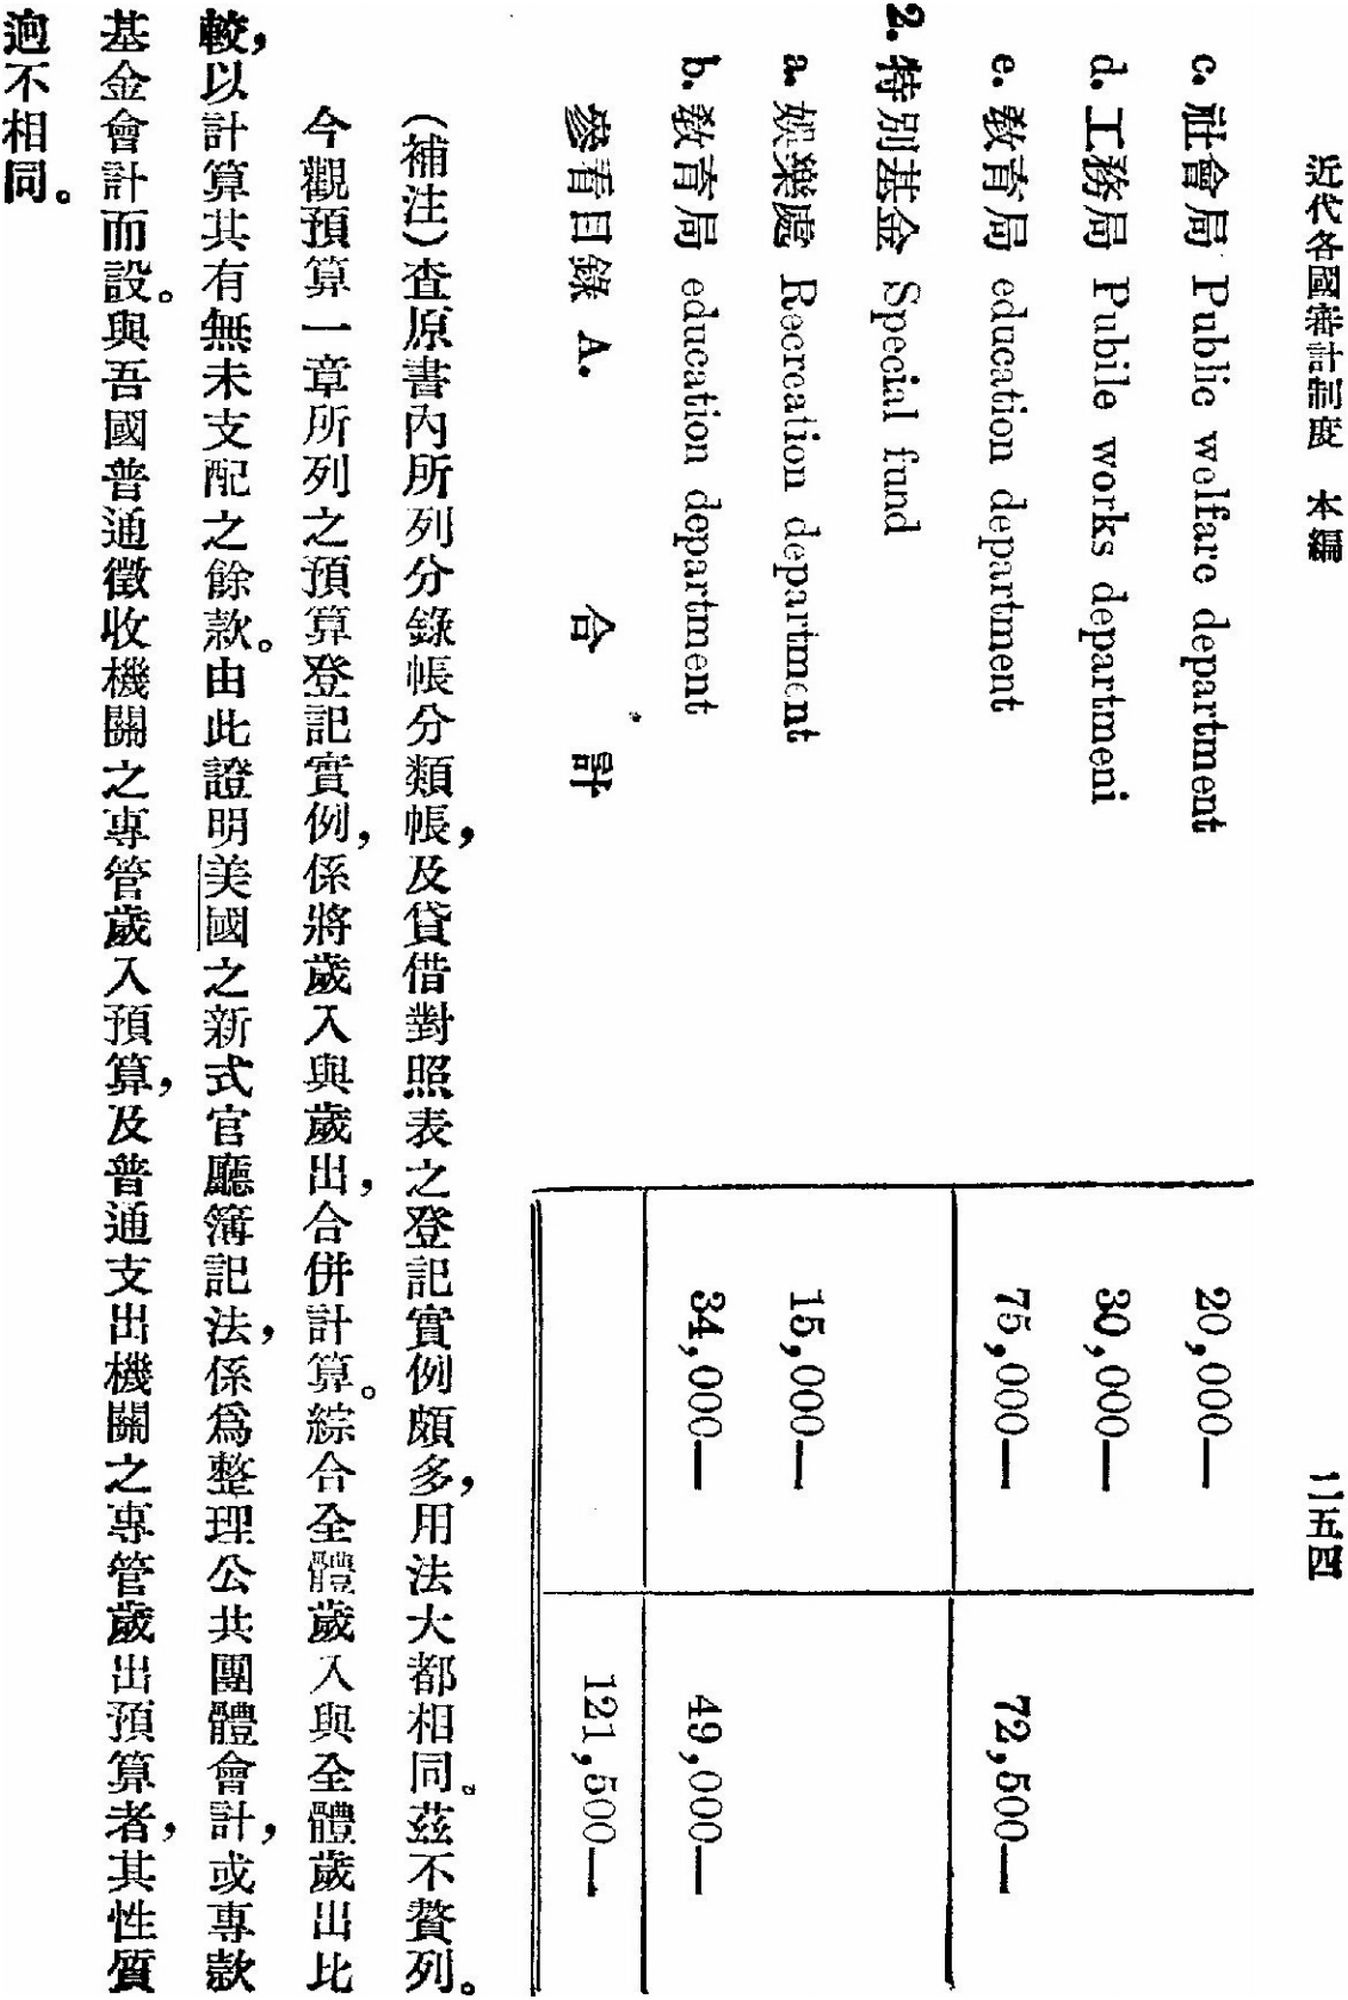 近代各國審計制度　本編　二五四
c. 社會局 Public welfare department 20,000—
d. 工務局 Pubile works departmeni 30,000—
e. 教育局 education department 75,000— 72,500—
2. 特別基金 Special fund
a. 娛樂處 Recreation department 15,000—
b. 教育局 education department 34,000— 49,000—
參看目錄 A.　合計 121,500—
（補注）查原書內所列分錄帳分類帳，及貸借對照表之登記實例頗多，用法大都相同。茲不贅列。
今觀預算一章所列之預算登記實例，係將歲入與歲出，合併計算。綜合全體歲入與全體歲出比
較，以計算其有無未支配之餘款。由此證明美國之新式官廳簿記法，係爲整理公共團體會計，或專款
基金會計而設。與吾國普通徵收機關之專管歲入預算，及普通支出機關之專管歲出預算者，其性質
逈不相同。